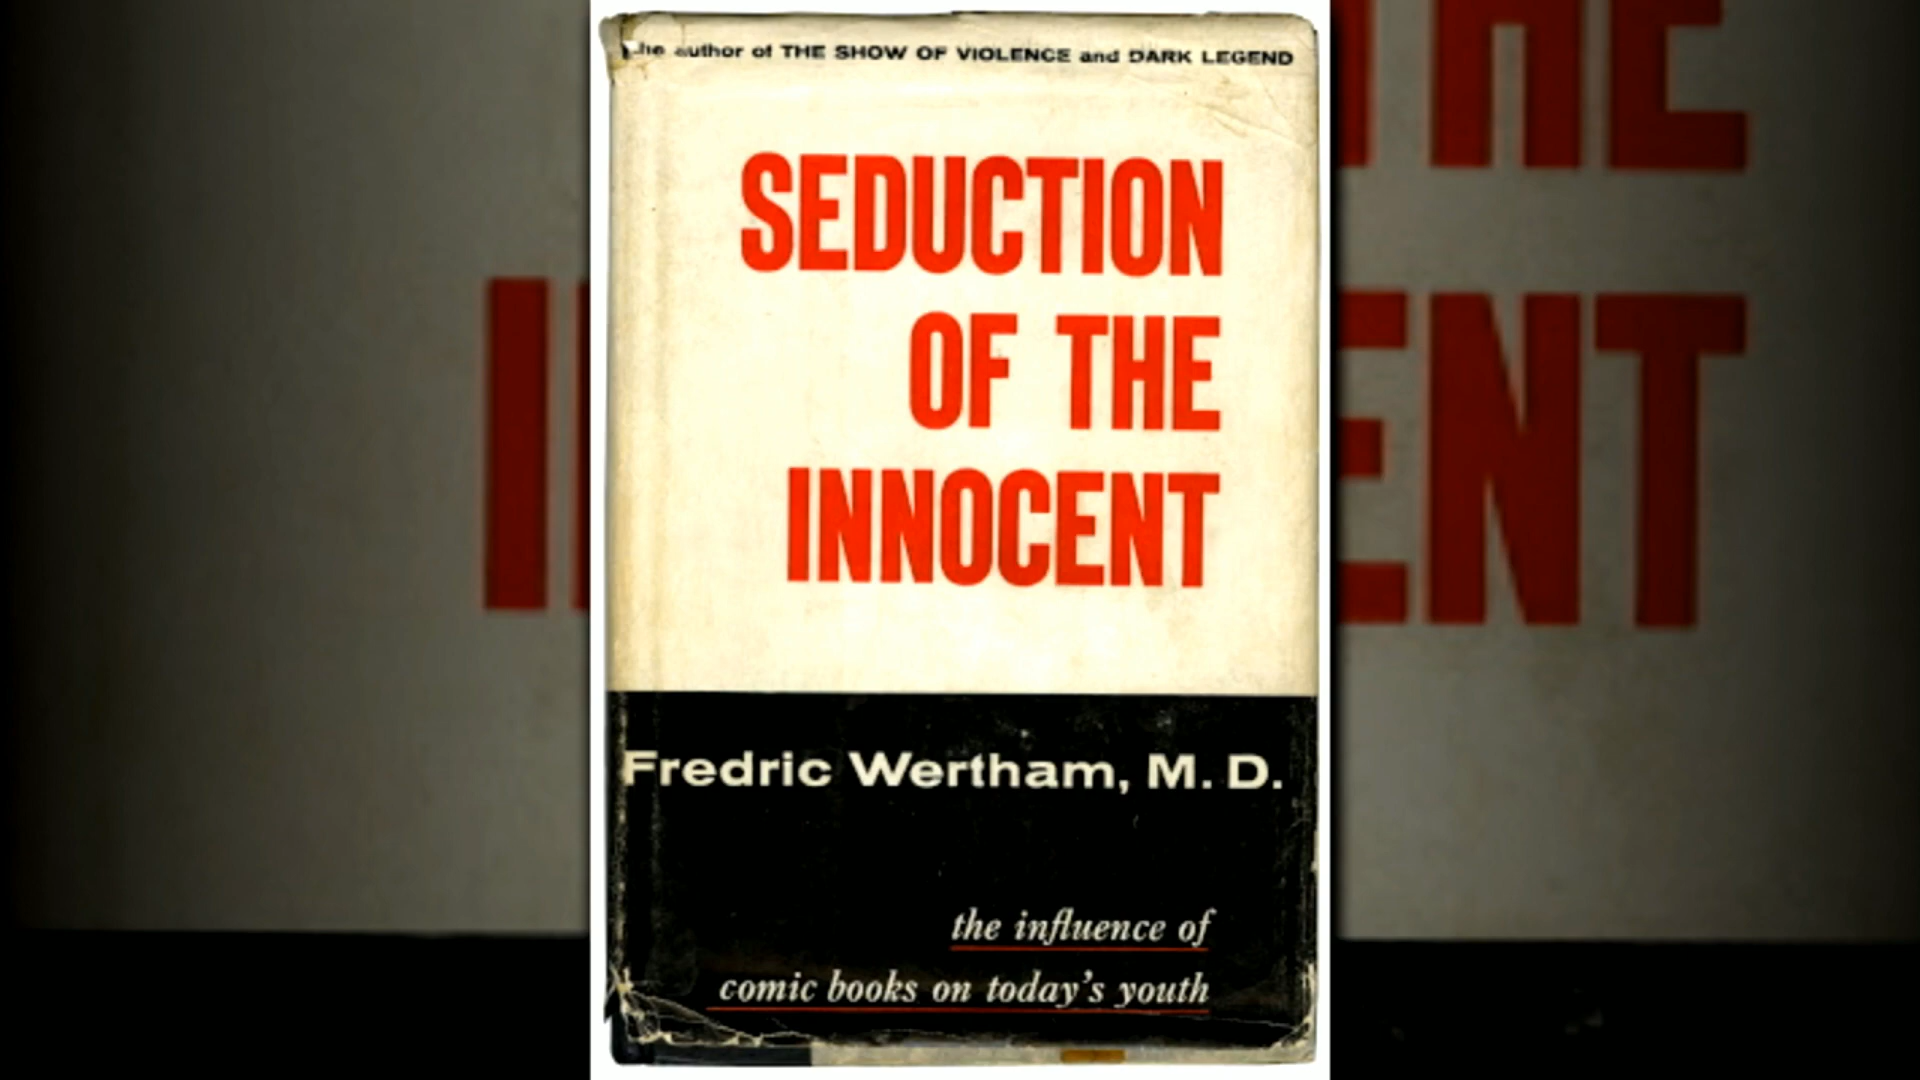 The author of THE SHOW OF VIOLENCE and DARK LEGEND
SEDUCTION
OF THE
INNOCENT
Fredric Wertham, M. D.
the influence of
comic books on today's youth